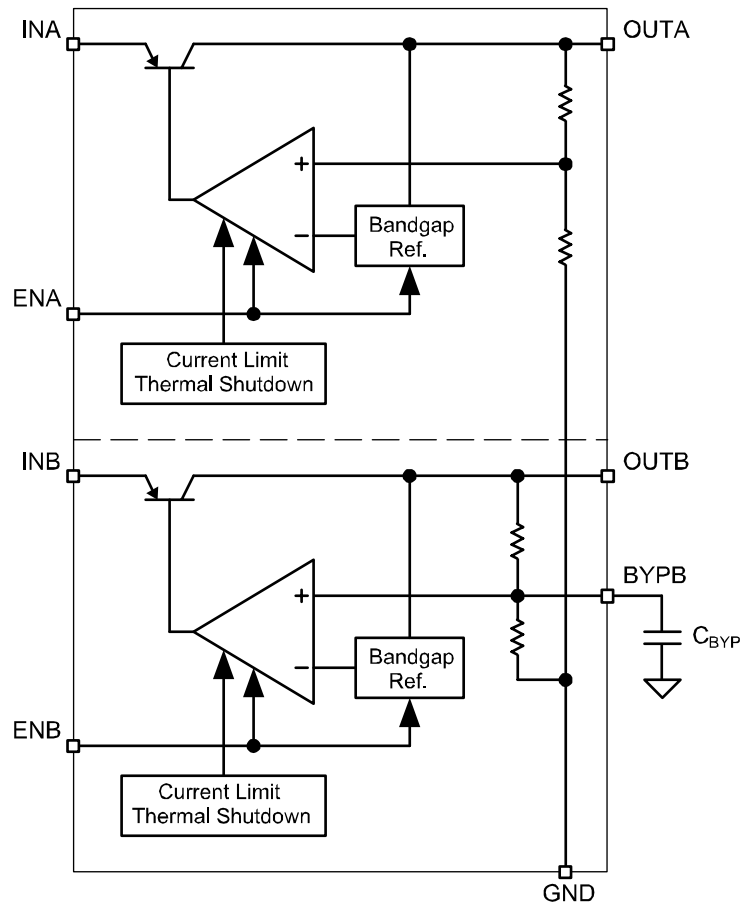 INA
OUTA
+
−
Bandgap
Ref.
ENA
Current Limit
Thermal Shutdown
INB
OUTB
+
−
BYPB
CBYP
Bandgap
Ref.
ENB
Current Limit
Thermal Shutdown
GND